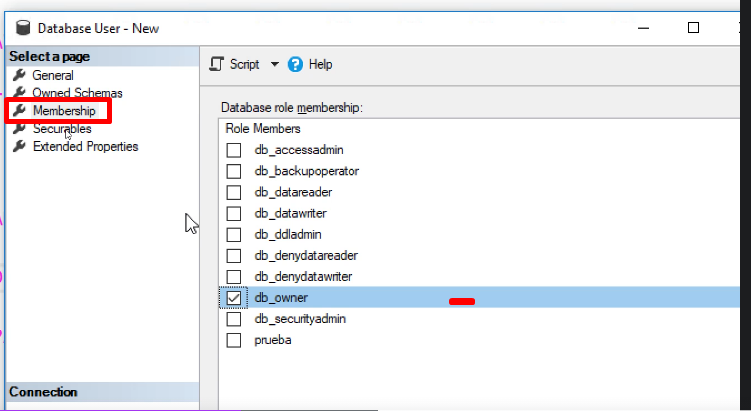 Database User - New
Select a page
General
Owned Schemas
Membership
Securables
Extended Properties
Connection
Script Help
Database role membership:
Role Members
db_accessadmin
db_backupoperator
db_datareader
db_datawriter
db_ddladmin
db_denydatareader
db_denydatawriter
db_owner
db_securityadmin
prueba